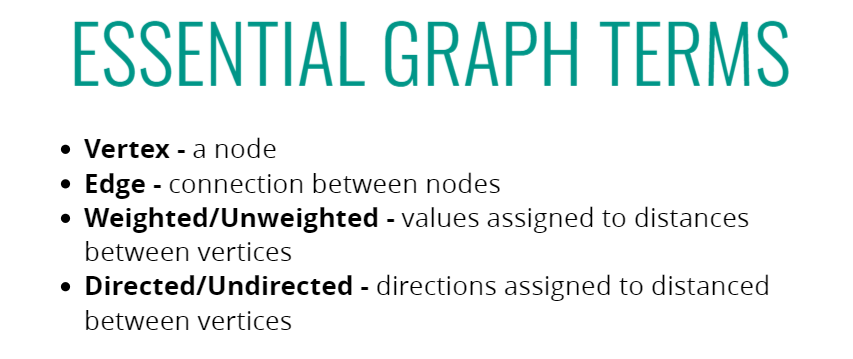 ESSENTIAL GRAPH TERMS
• Vertex - a node
• Edge - connection between nodes
• Weighted/Unweighted - values assigned to distances
between vertices
• Directed/Undirected - directions assigned to distanced
between vertices